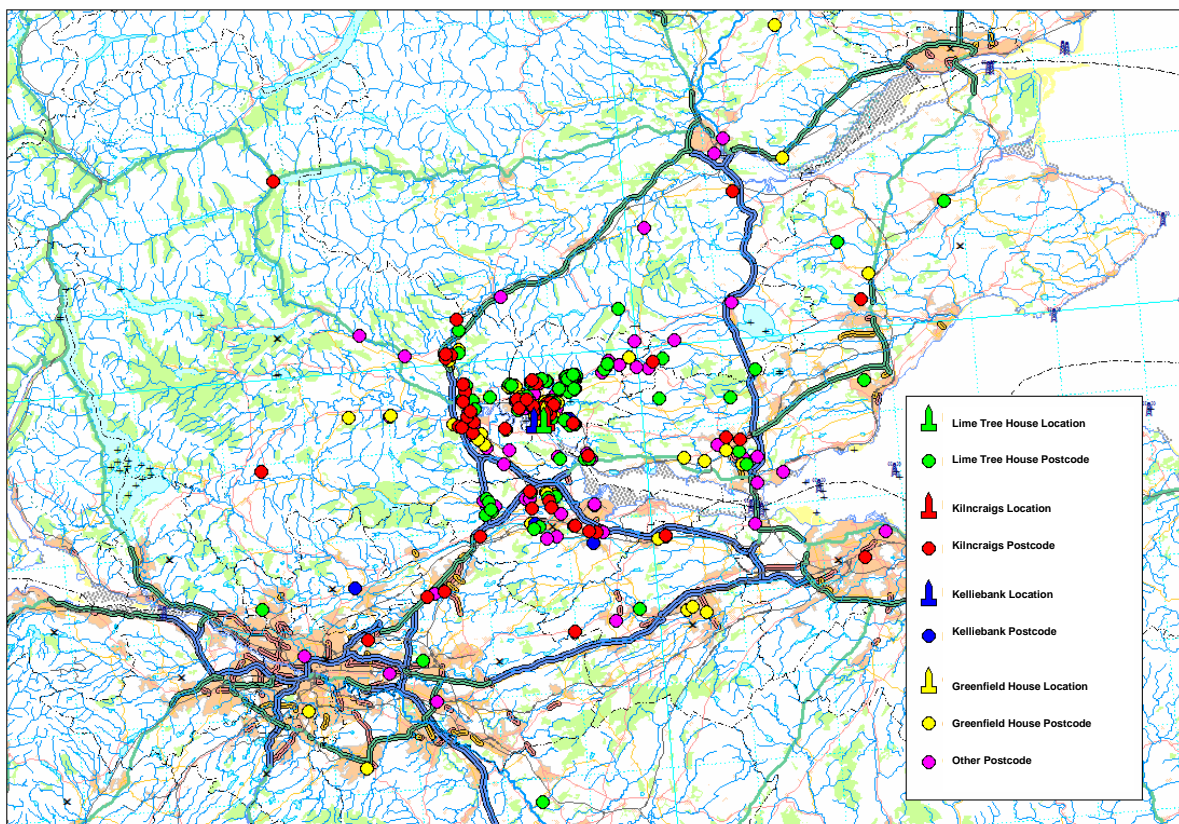 Lime Tree House Location
Lime Tree House Postcode
Kilncraigs Location
Kilncraigs Postcode
Kelliebank Location
Kelliebank Postcode
Greenfield House Location
Greenfield House Postcode
Other Postcode